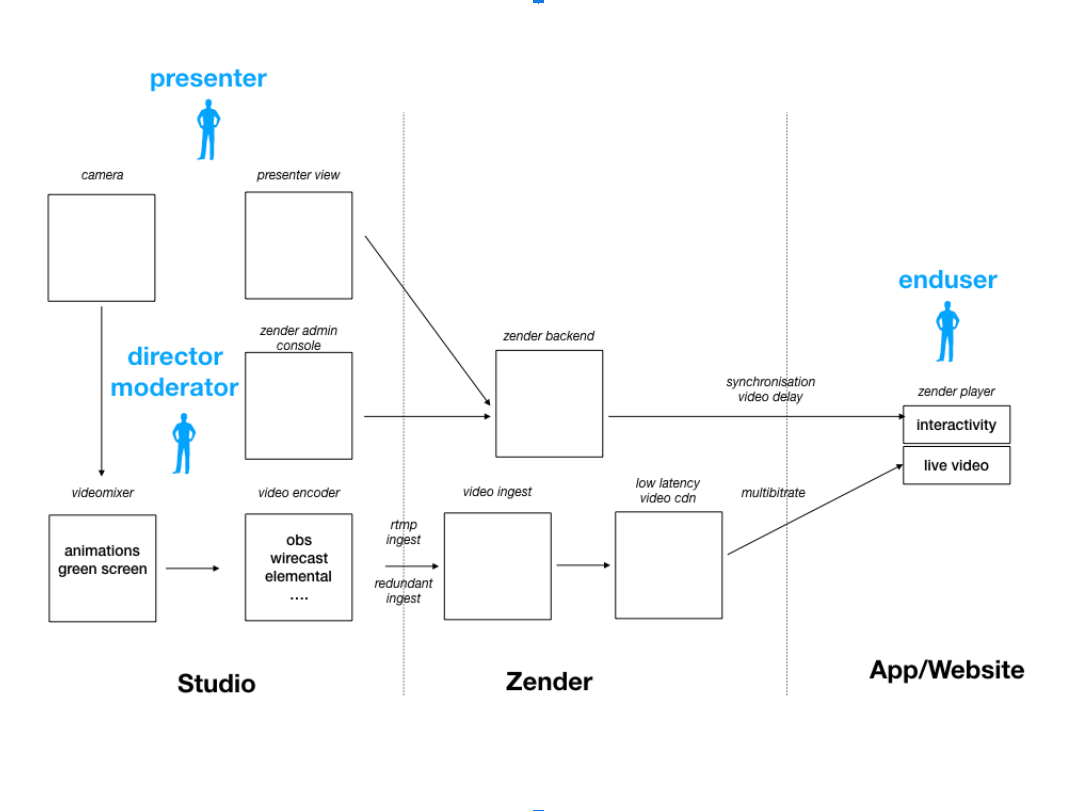 presenter
camera
presenter view
zender admin
console
director
moderator
zender backend
enduser
synchronisation
video delay
zender player
interactivity
live video
videomixer
animations
green screen
video encoder
obs
wirecast
elemental
....
rtmp
ingest
redundant
ingest
video ingest
low latency
video cdn
multibitrate
Studio
Zender
App/Website